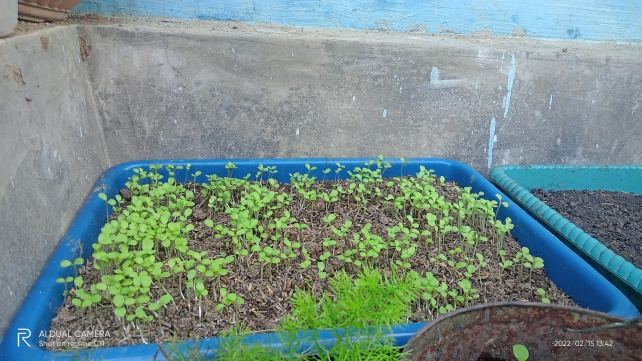 R
AI DUAL CAMERA
Shot on realme C11
2022/02/15 13:42